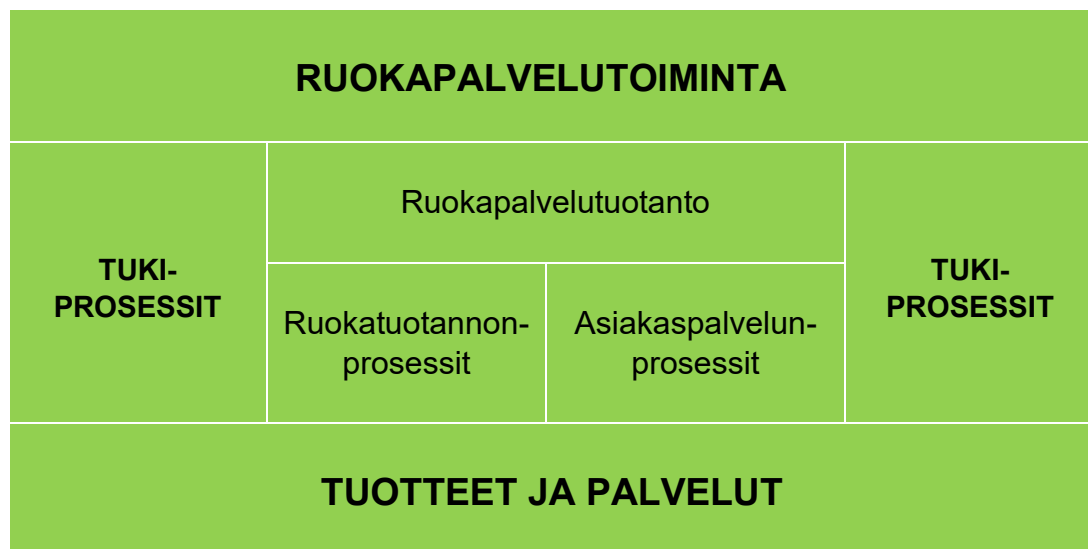 RUOKAPALVELUTOIMINTA
TUKI-
PROSESSIT
Ruokapalvelutuotanto
Ruokatuotannon-
prosessit
Asiakaspalvelun-
prosessit
TUKI-
PROSESSIT
TUOTTEET JA PALVELUT